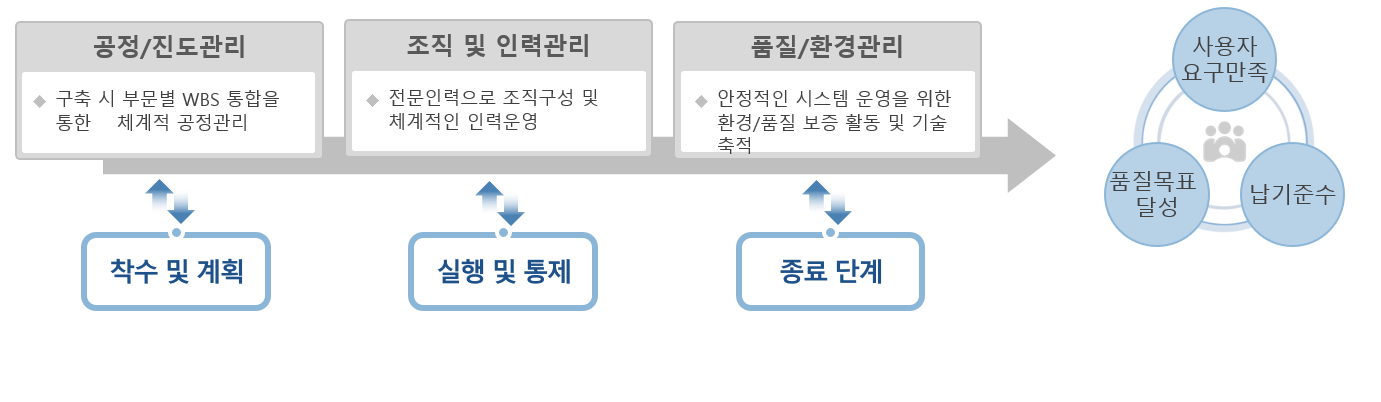 공정/진도관리
구축 시 부문별 WBS 통합을
통한 체계적 공정관리
조직 및 인력관리
전문인력으로 조직구성 및
체계적인 인력운영
품질/환경관리
안정적인 시스템 운영을 위한
환경/품질 보증 활동 및 기술
축적
착수 및 계획
실행 및 통제
종료 단계
사용자
요구만족
품질목표
달성
납기준수